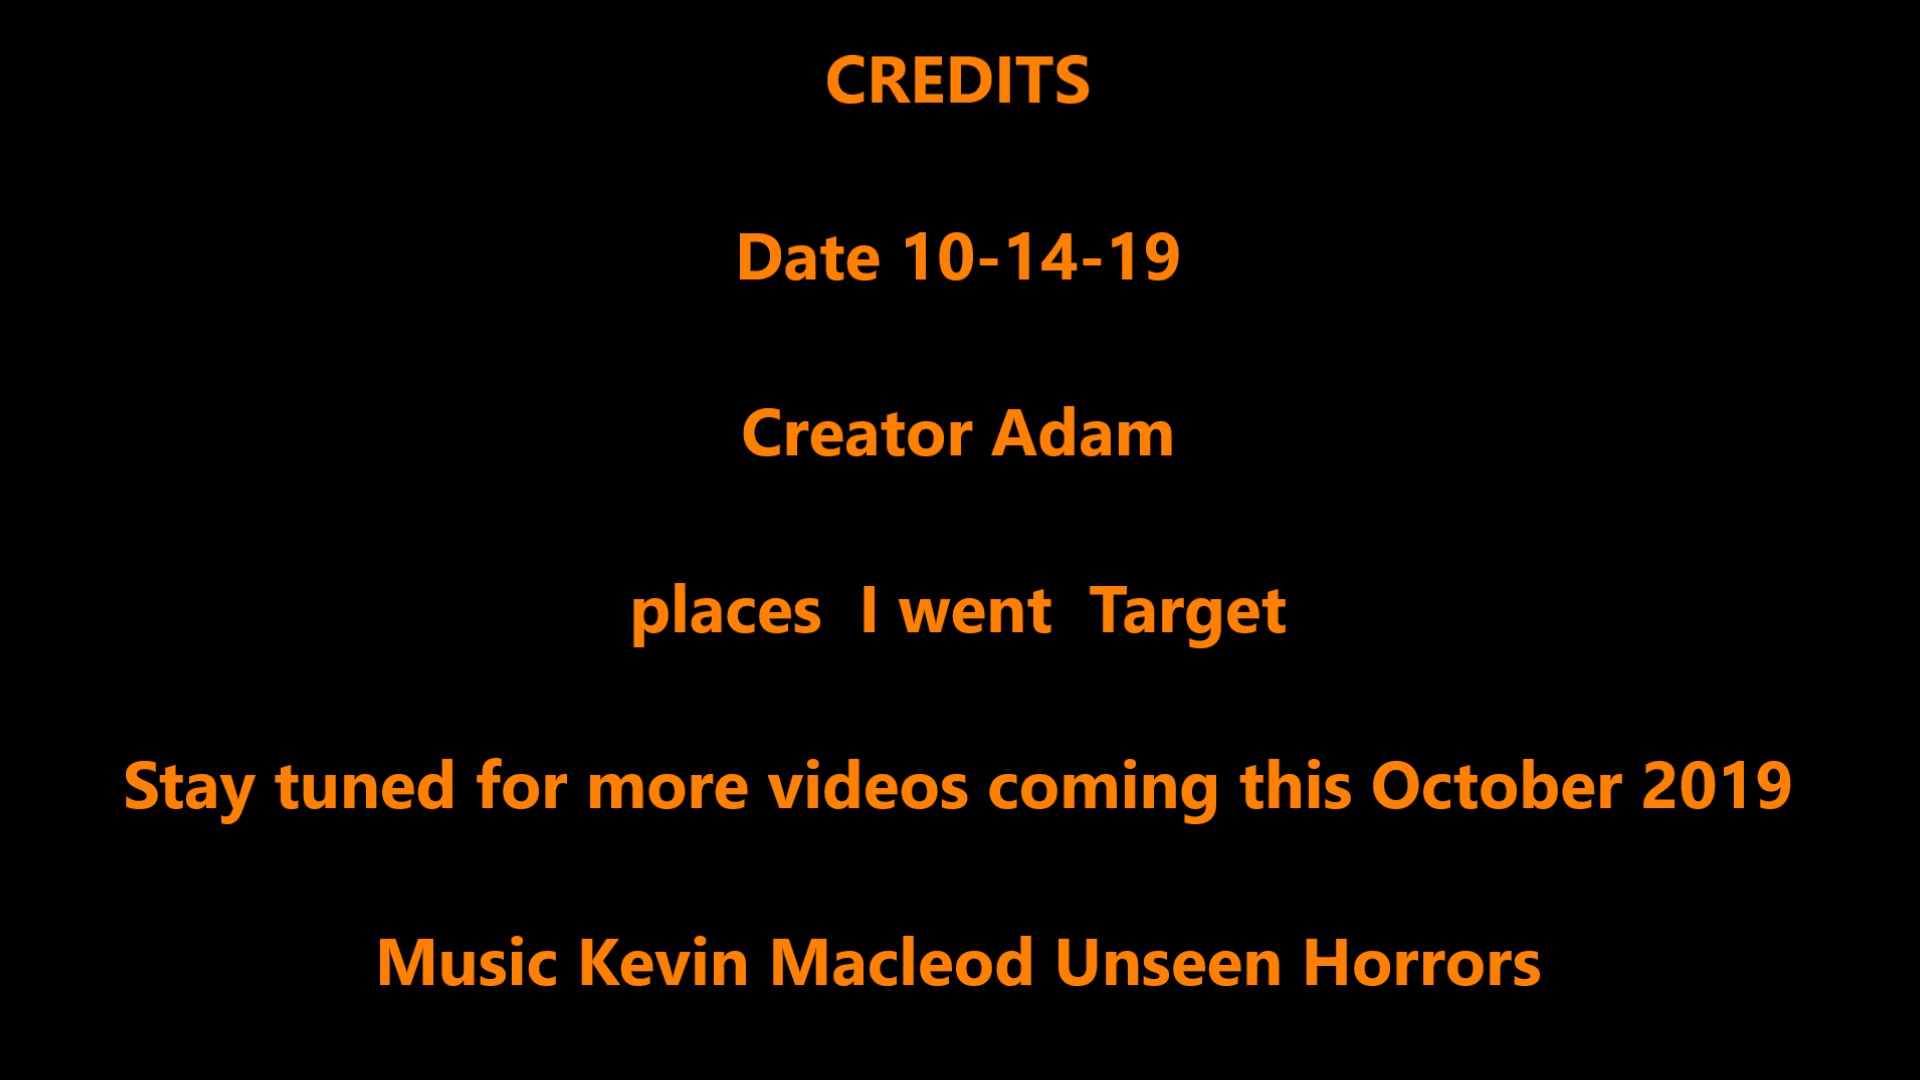 CREDITS
Date 10-14-19
Creator Adam
places  I went  Target
Stay tuned for more videos coming this October 2019
Music Kevin Macleod Unseen Horrors